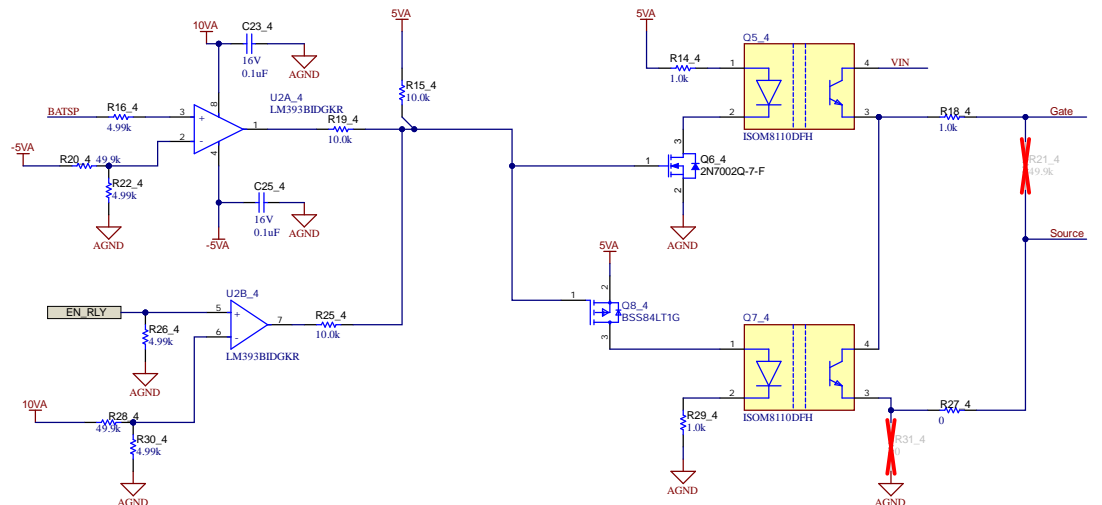 10VA
C23_4
16V
0.1uF
AGND
5VA
R15_4
10.0k
5VA
R14_4
1.0k
Q5_4
1
2
4
3
VIN
ISOM8110DFH
BATSP
R16_4
4.99k
3
2
8
4
1
U2A_4
LM393BIDGKR
R19_4
10.0k
-5VA
R20_4
49.9k
R22_4
4.99k
AGND
C25_4
16V
0.1uF
AGND
-5VA
R18_4
1.0k
Gate
R21_4
49.9k
Source
1
3
2
Q6_4
2N7002Q-7-F
AGND
EN_RLY
R26_4
4.99k
AGND
5
6
7
U2B_4
LM393BIDGKR
R25_4
10.0k
5VA
1
2
3
Q8_4
BSS84LT1G
Q7_4
1
2
4
3
ISOM8110DFH
10VA
R28_4
49.9k
R30_4
4.99k
AGND
R29_4
1.0k
AGND
R27_4
0
R31_4
0
AGND